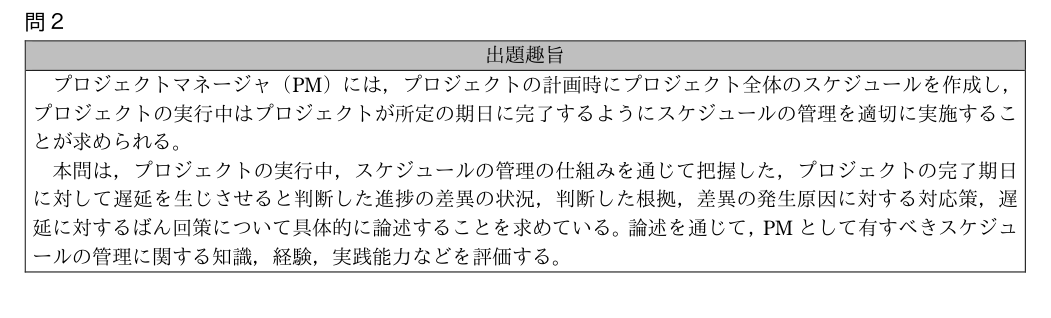 問2
出題趣旨
プロジェクトマネージャ（PM）には，プロジェクトの計画時にプロジェクト全体のスケジュールを作成し，
プロジェクトの実行中はプロジェクトが所定の期日に完了するようにスケジュールの管理を適切に実施するこ
とが求められる。
本問は，プロジェクトの実行中，スケジュールの管理の仕組みを通じて把握した，プロジェクトの完了期日
に対して遅延を生じさせると判断した進捗の差異の状況，判断した根拠，差異の発生原因に対する対応策，遅
延に対するばん回策について具体的に論述することを求めている。論述を通じて，PMとして有すべきスケジュ
ールの管理に関する知識，経験，実践能力などを評価する。